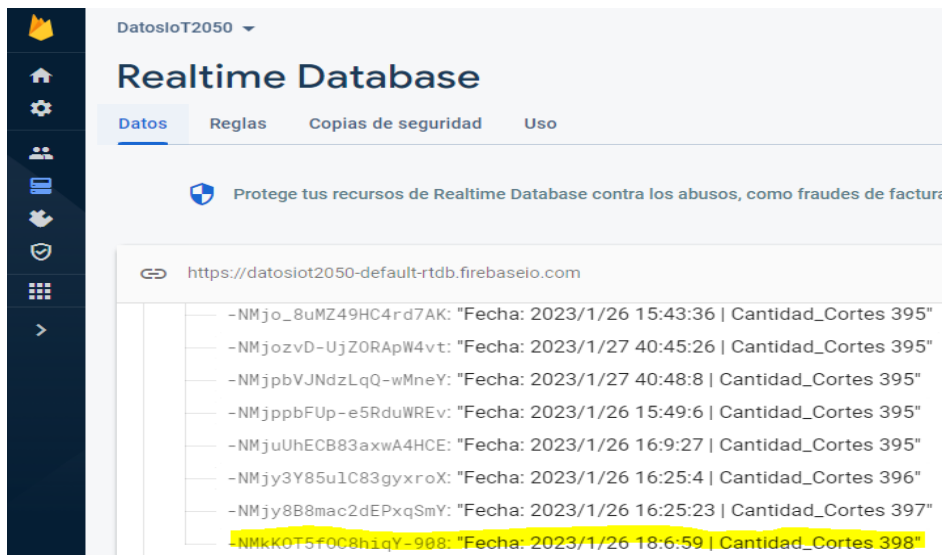 DatosIoT2050
Realtime Database
Datos Reglas Copias de seguridad Uso
Protege tus recursos de Realtime Database contra los abusos, como fraudes de factura
https://datosiot2050-default-rtdb.firebaseio.com
-NMjo_8uMZ49HC4rd7AK: "Fecha: 2023/1/26 15:43:36 | Cantidad_Cortes 395"
-NMjozvD-UjZORApW4vt: "Fecha: 2023/1/27 40:45:26 | Cantidad_Cortes 395"
-NMjpbVJNdzLqQ-wMneY: "Fecha: 2023/1/27 40:48:8 | Cantidad_Cortes 395"
-NMjppbFUp-e5RduWREv: "Fecha: 2023/1/26 15:49:6 | Cantidad_Cortes 395"
-NMjuUhECB83axwA4HCE: "Fecha: 2023/1/26 16:9:27 | Cantidad_Cortes 395"
-NMjy3Y85ulC83gyxroX: "Fecha: 2023/1/26 16:25:4 | Cantidad_Cortes 396"
-NMjy8B8mac2dEPxqSmY: "Fecha: 2023/1/26 16:25:23 | Cantidad_Cortes 397"
-NMkKOT5fOC8hiqY-908: "Fecha: 2023/1/26 18:6:59 | Cantidad_Cortes 398"